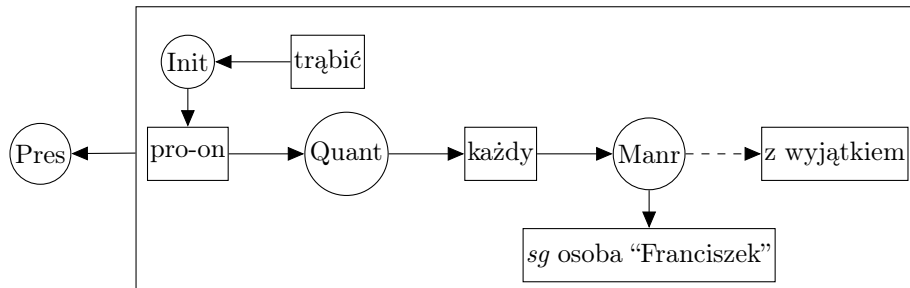 Init
trąbić
Pres
pro-on
Quant
każdy
Manr
z wyjątkiem
sg osoba “Franciszek”